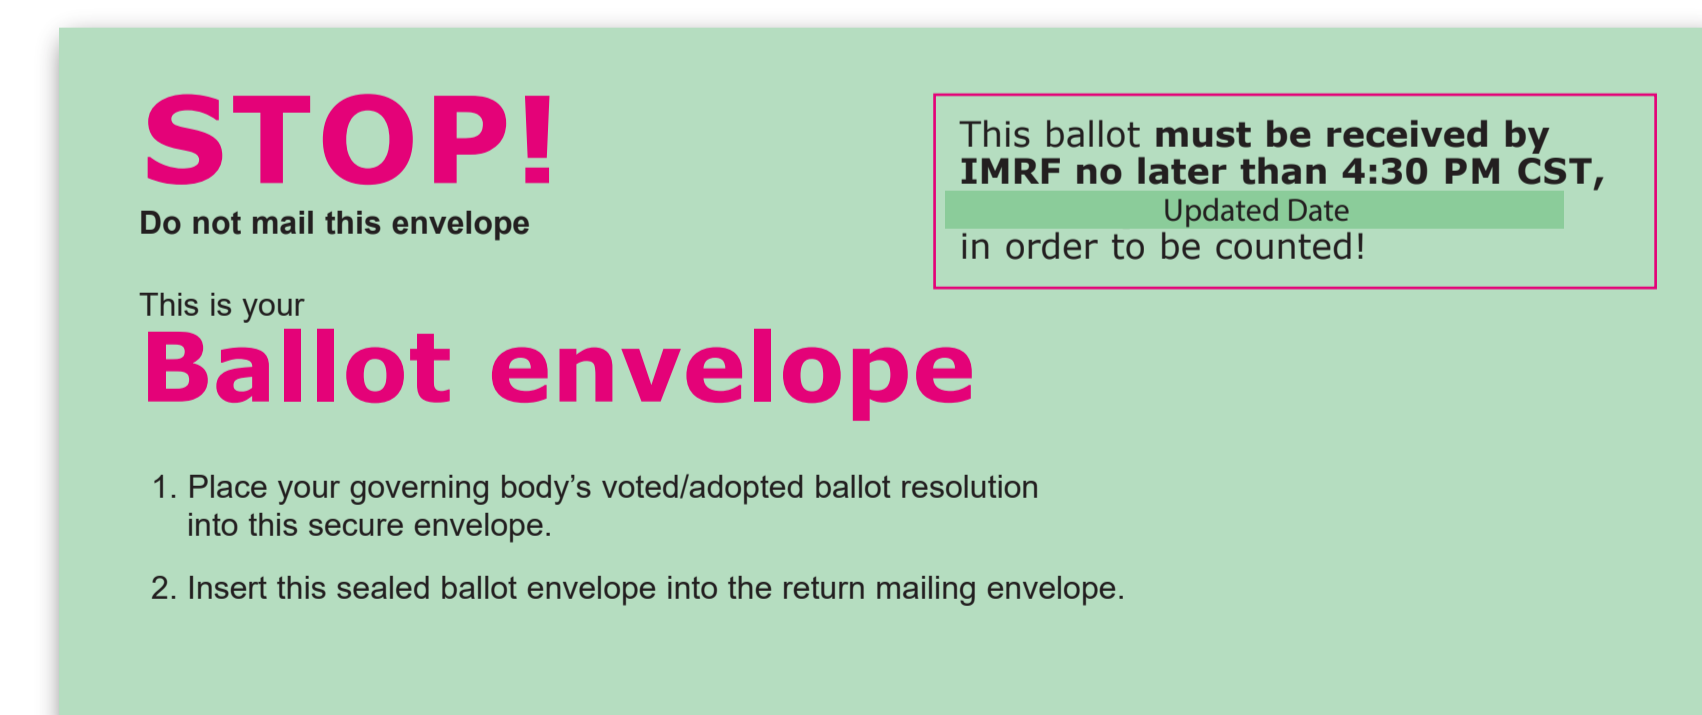 STOP!
Do not mail this envelope
This is your
Ballot envelope
1. Place your governing body’s voted/adopted ballot resolution
into this secure envelope.
2. Insert this sealed ballot envelope into the return mailing envelope.
This ballot must be received by
IMRF no later than 4:30 PM CST,
Updated Date
in order to be counted!